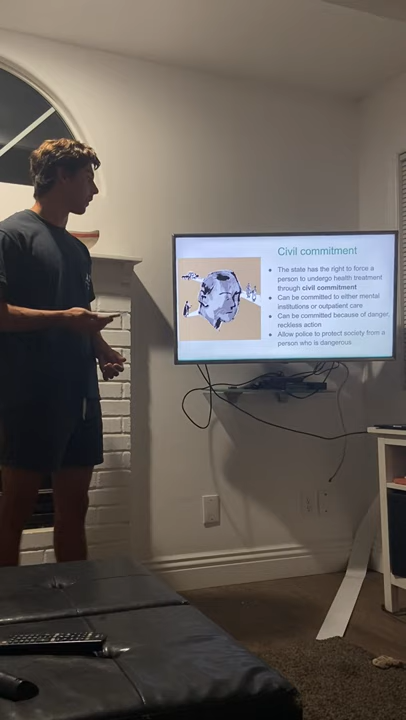 Civil commitment
● The state has the right to force a
person to undergo health treatment
through civil commitment
● Can be committed to either mental
institutions or outpatient care
● Can be committed because of danger,
reckless action
● Allow police to protect society from a
person who is dangerous